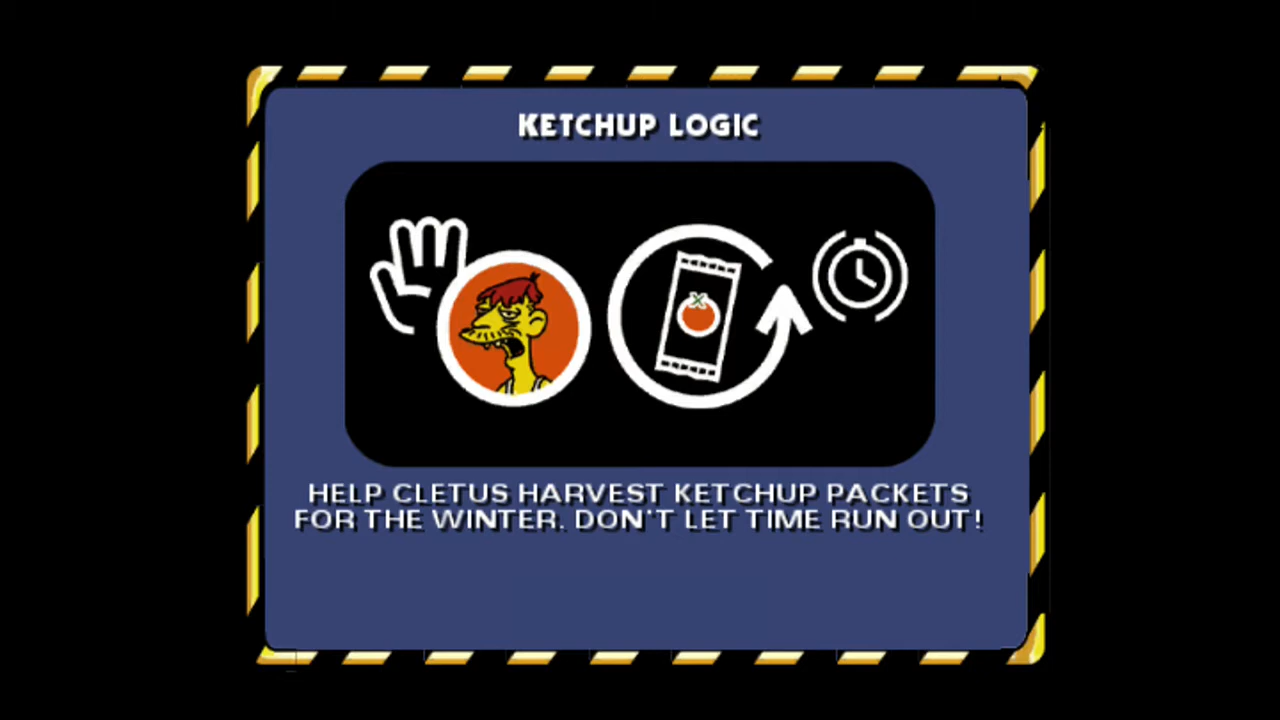 KETCHUP LOGIC
HELP CLETUS HARVEST KETCHUP PACKETS
FOR THE WINTER. DON'T LET TIME RUN OUT!